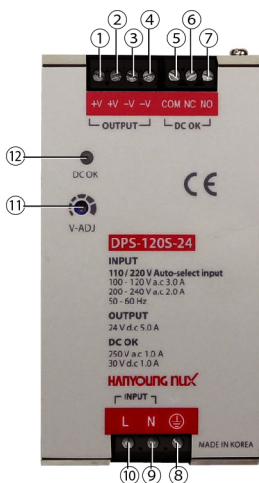 ① ② ③ ④ ⑤ ⑥ ⑦
+V +V -V -V COM NC NO
OUTPUT DC OK
⑫
DC OK
CE
⑪
V-ADJ
DPS-120S-24
INPUT
110 / 220 V Auto-select input
100 - 120 V a.c 3.0 A
200 - 240 V a.c 2.0 A
50 - 60 Hz
OUTPUT
24 V d.c 5.0 A
DC OK
250 V a.c 1.0 A
30 V d.c 1.0 A
HANYOUNG NUX
INPUT
L N
MADE IN KOREA
⑩ ⑨ ⑧